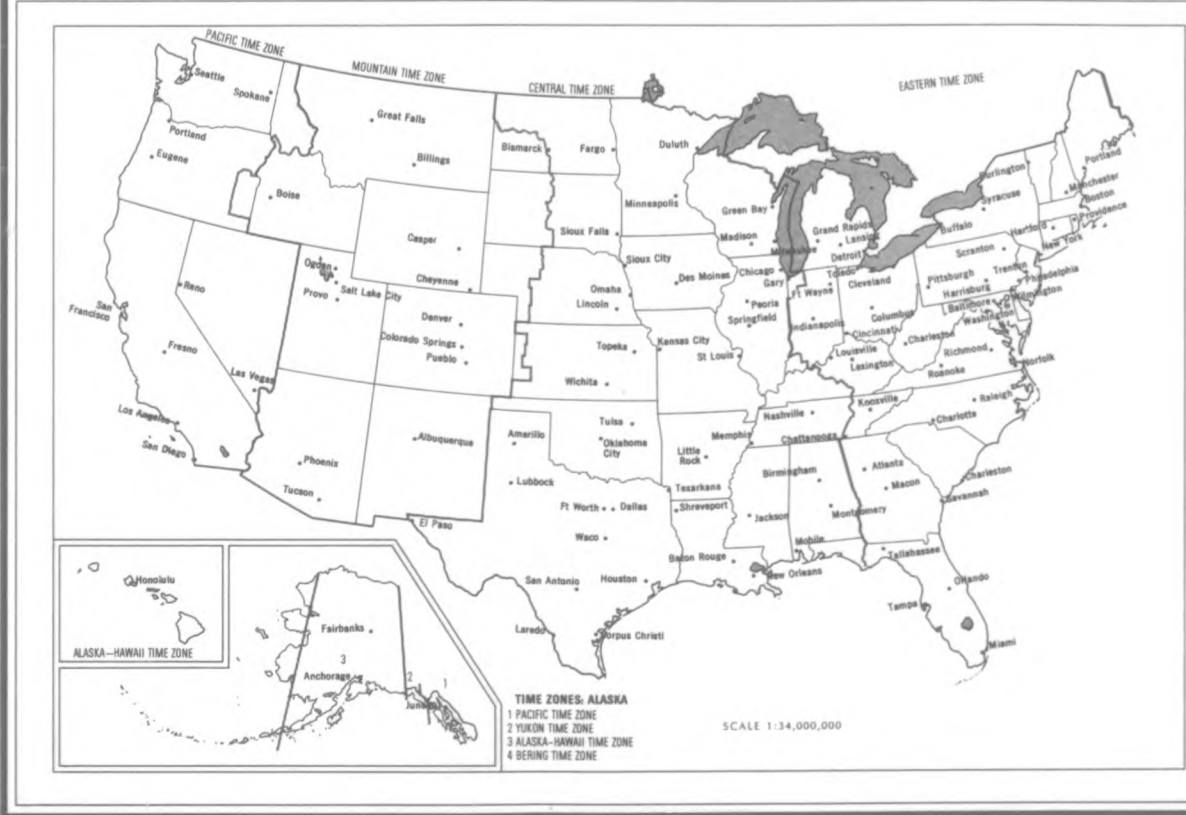 PACIFIC TIME ZONE
MOUNTAIN TIME ZONE
CENTRAL TIME ZONE
EASTERN TIME ZONE
Seattle
Spokane
Portland
Eugene
Great Falls
Billings
Boise
Bismarck
Fargo
Duluth
Minneapolis
Green Bay
Madison
Milwaukee
Grand Rapids
Lansing
Detroit
Burlington
Portland
Manchester
Syracuse
Boston
Buffalo
Hartford
Providence
New York
Casper
Cheyenne
Sioux Falls
Sioux City
Des Moines
Chicago
Gary
Toledo
Ft Wayne
Cleveland
Scranton
Pittsburgh
Trenton
Harrisburg
Philadelphia
Wilmington
Baltimore
Washington
Ogden
Salt Lake City
Provo
Reno
San
Francisco
Fresno
Las Vegas
Los Angeles
San Diego
Denver
Colorado Springs
Pueblo
Omaha
Lincoln
Peoria
Springfield
Indianapolis
Columbus
Cincinnati
Charleston
Topeka
Kansas City
St Louis
Louisville
Lexington
Richmond
Roanoke
Norfolk
Wichita
Tulsa
Oklahoma
City
Amarillo
Albuquerque
Phoenix
Tucson
Lubbock
Nashville
Knoxville
Raleigh
Charlotte
Memphis
Chattanooga
Little
Rock
Birmingham
Atlanta
Macon
Charleston
Savannah
Texarkana
Ft Worth
Dallas
Shreveport
Jackson
Montgomery
El Paso
Waco
Mobile
Baton Rouge
Tallahassee
San Antonio
Houston
New Orleans
Orlando
Tampa
Laredo
Corpus Christi
Miami
Honolulu
ALASKA–HAWAII TIME ZONE
Fairbanks
3
Anchorage
2
1
Juneau
TIME ZONES: ALASKA
1 PACIFIC TIME ZONE
2 YUKON TIME ZONE
3 ALASKA–HAWAII TIME ZONE
4 BERING TIME ZONE
SCALE 1:34,000,000